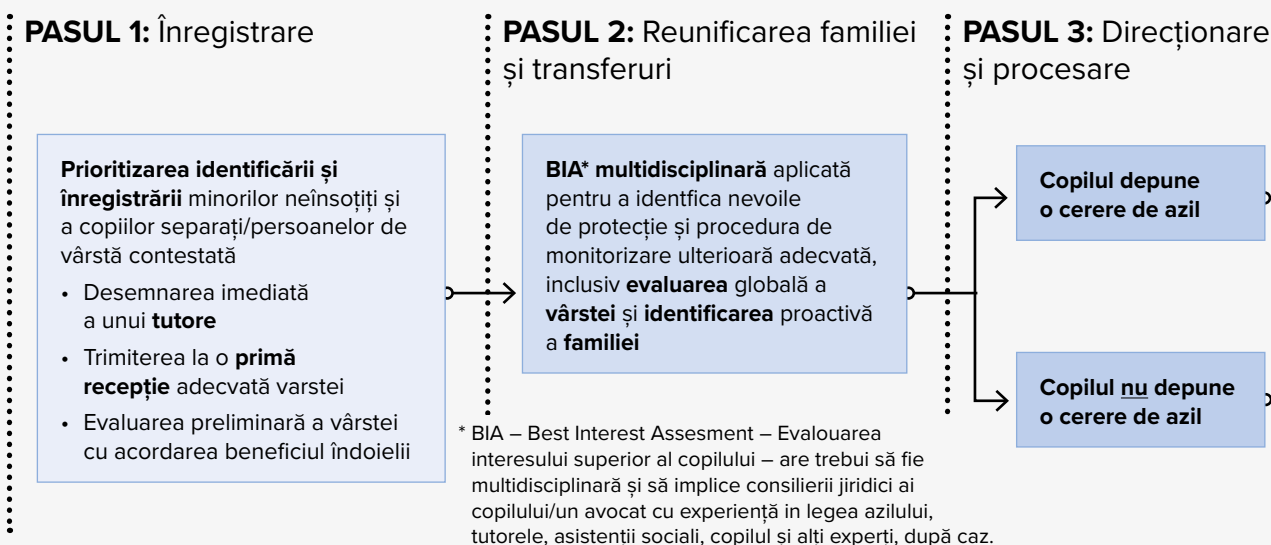 PASUL 1: Înregistrare
Prioritizarea identificării și
înregistrării minorilor neînsoțiți și
a copiilor separați/persoanelor de
vârstă contestată
• Desemnarea imediată
a unui tutore
• Trimiterea la o primă
recepție adecvată varstei
• Evaluarea preliminară a vârstei
cu acordarea beneficiul îndoielii
PASUL 2: Reunificarea familiei
și transferuri
BIA* multidisciplinară aplicată
pentru a identfica nevoile
de protecție și procedura de
monitorizare ulterioară adecvată,
inclusiv evaluarea globală a
vârstei și identificarea proactivă
a familiei
* BIA – Best Interest Assesment – Evalouarea
interesului superior al copilului – are trebui să fie
multidisciplinară și să implice consilierii jiridici ai
copilului/un avocat cu experiență in legea azilului,
tutorele, asistenții sociali, copilul și alți experți, după caz.
PASUL 3: Direcționare
și procesare
Copilul depune
o cerere de azil
Copilul nu depune
o cerere de azil